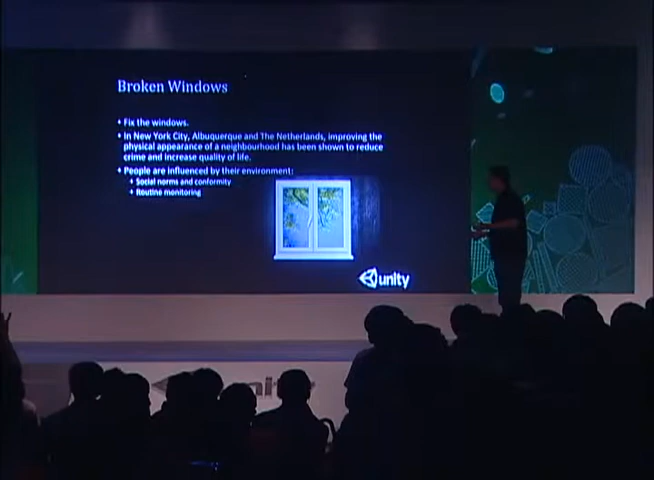 Broken Windows
• Fix the windows.
• In New York City, Albuquerque and The Netherlands, improving the
physical appearance of a neighbourhood has been shown to reduce
crime and increase quality of life.
• People are influenced by their environment:
• Social norms and conformity
• Routine monitoring
unity